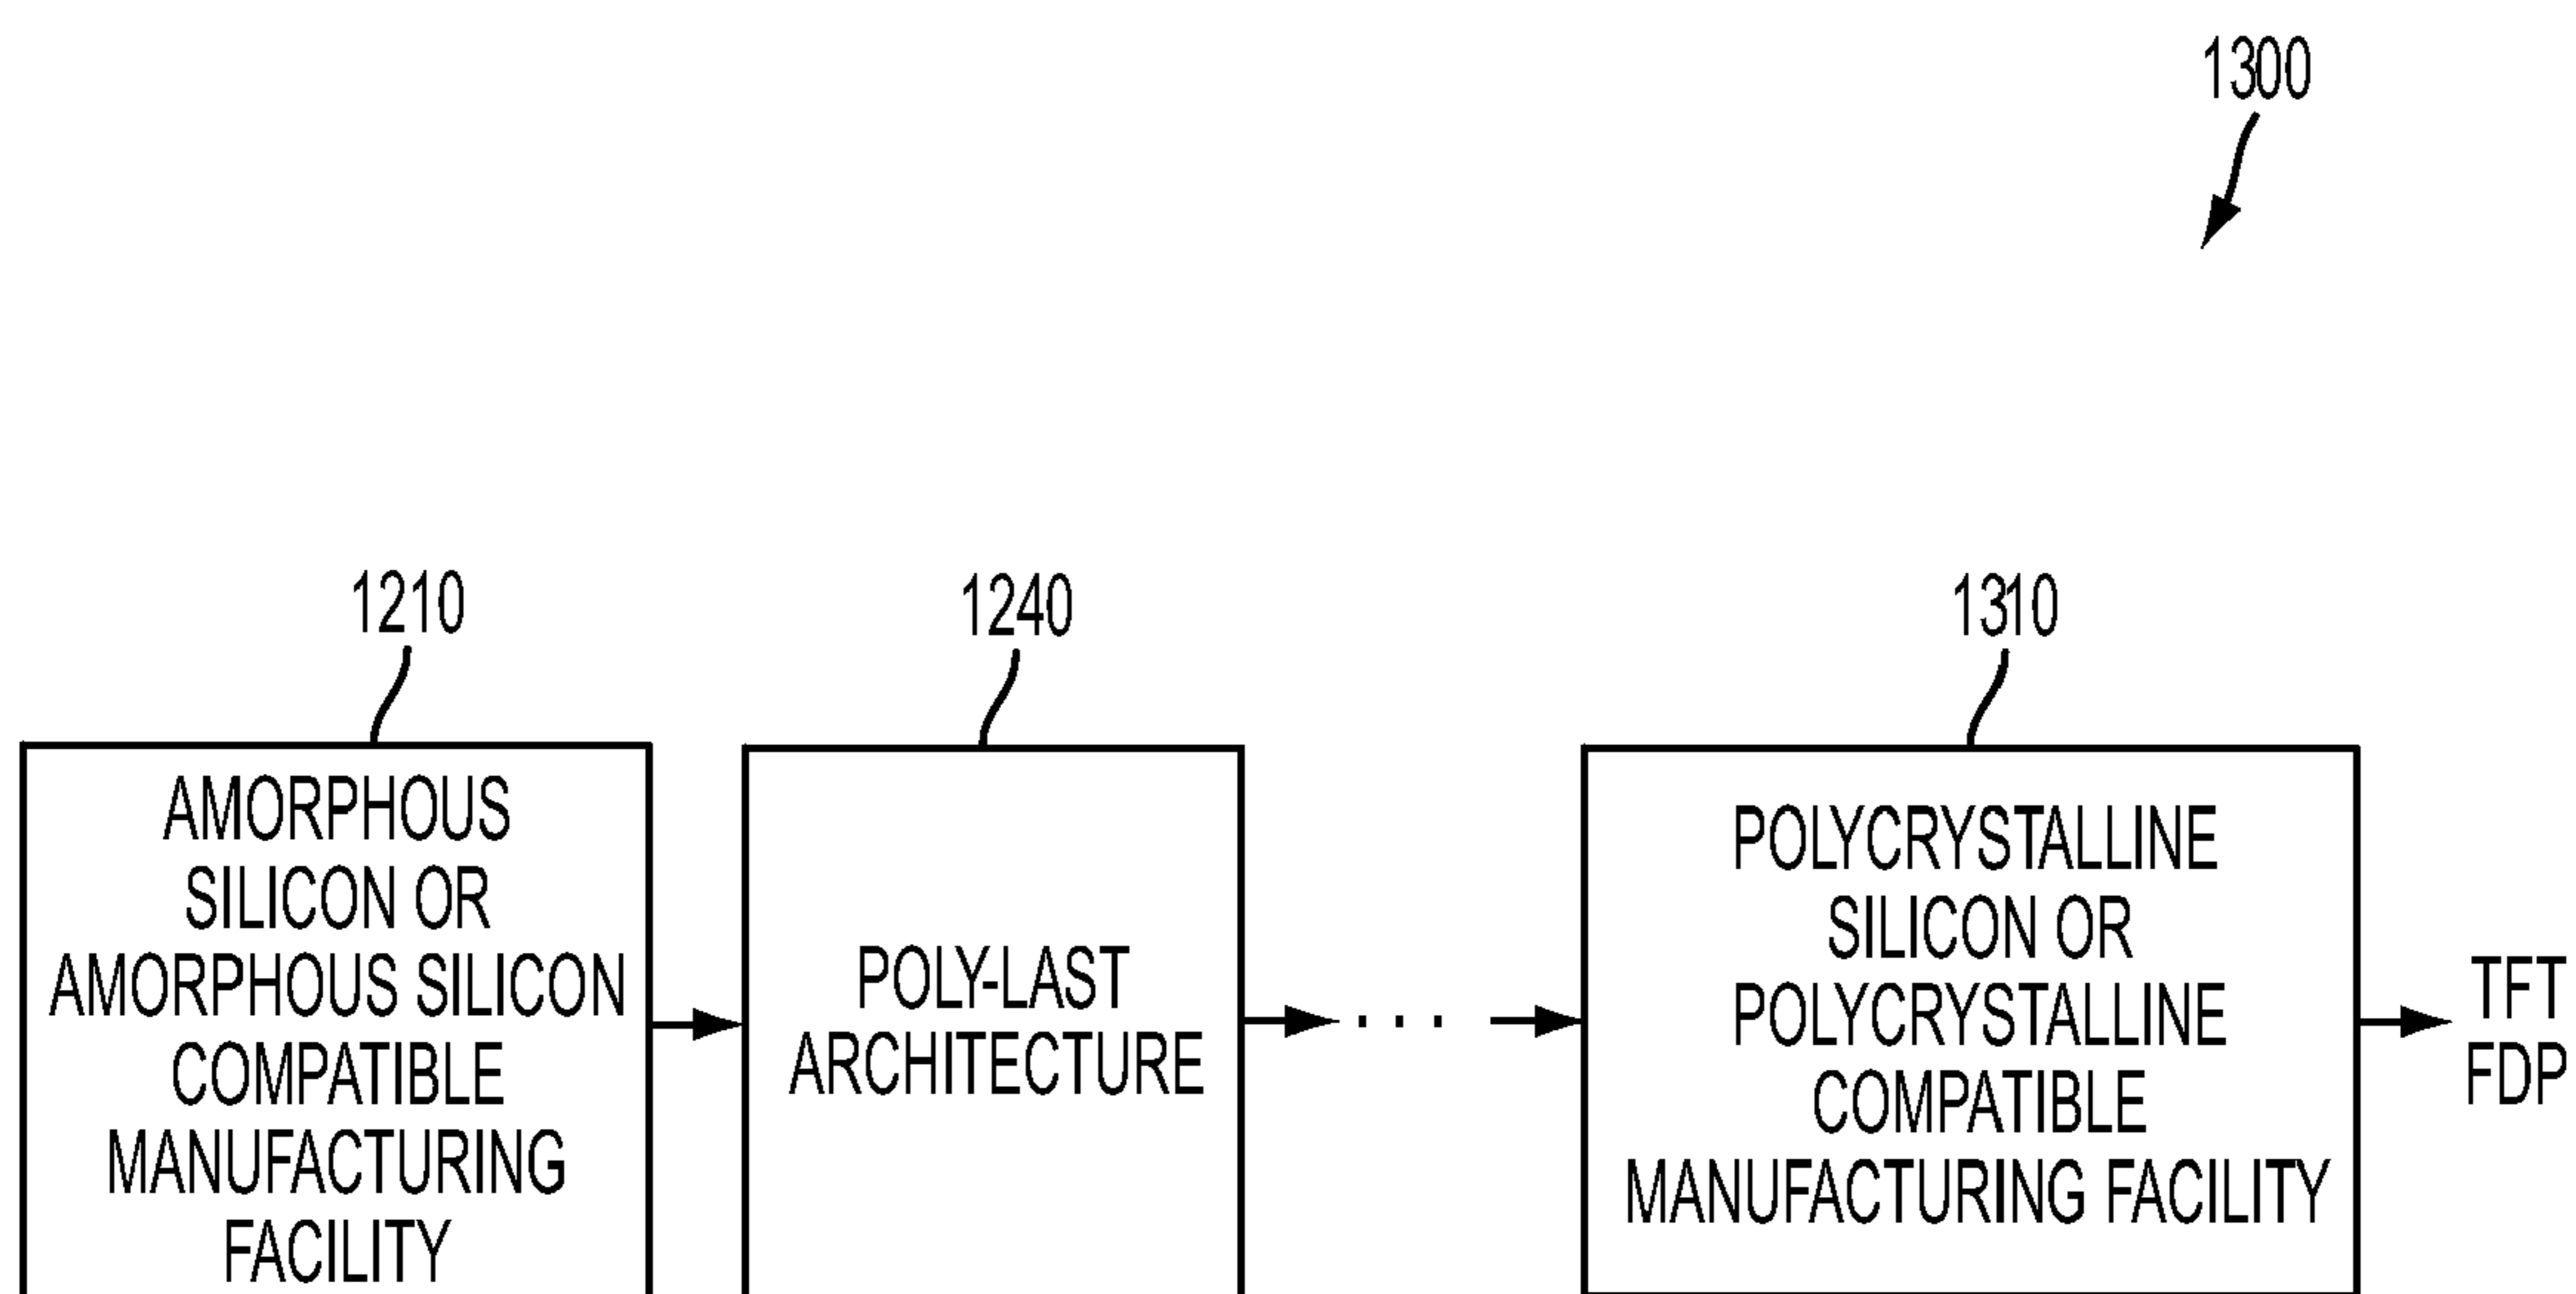 1300
1210
1240
1310
AMORPHOUS
SILICON OR
AMORPHOUS SILICON
COMPATIBLE
MANUFACTURING
FACILITY
POLY-LAST
ARCHITECTURE
. . .
POLYCRYSTALLINE
SILICON OR
POLYCRYSTALLINE
COMPATIBLE
MANUFACTURING FACILITY
TFT
FDP